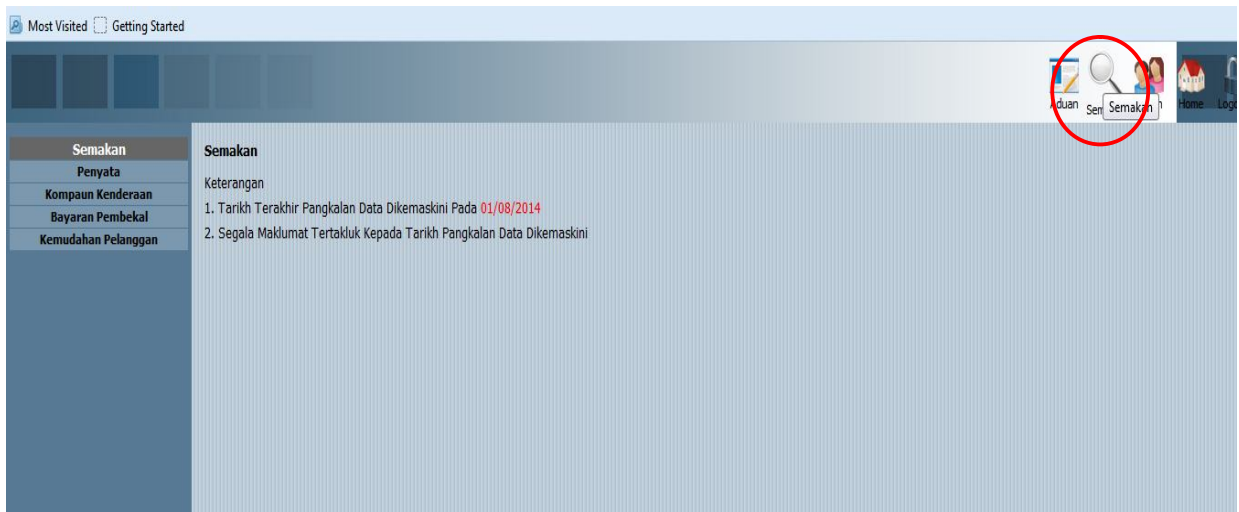 Most Visited Getting Started
Aduan Sem Semakan Home
Semakan
Penyata
Kompaun Kenderaan
Bayaran Pembekal
Kemudahan Pelanggan
Semakan
Keterangan
1. Tarikh Terakhir Pangkalan Data Dikemaskini Pada 01/08/2014
2. Segala Maklumat Tertakluk Kepada Tarikh Pangkalan Data Dikemaskini